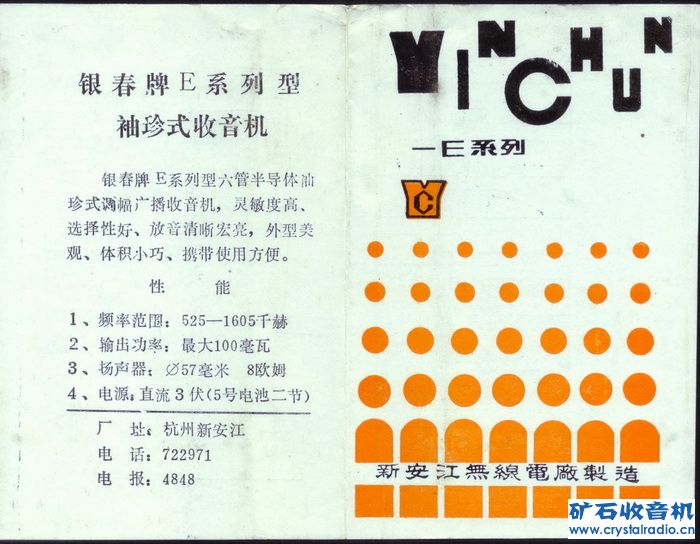 银春牌E系列型
袖珍式收音机
银春牌E系列型六管半导体袖
珍式调幅广播收音机，灵敏度高、
选择性好、放音清晰宏亮，外型美
观、体积小巧、携带使用方便。
性 能
1、频率范围：525—1605千赫
2、输出功率：最大100毫瓦
3、扬声器：∅57毫米 8欧姆
4、电源：直流3伏(5号电池二节)
厂 址：杭州新安江
电 话：722971
电 报：4848
YINCHUN
—E系列
YC
新安江無線電廠製造
矿石收音机
www.crystalradio.cn